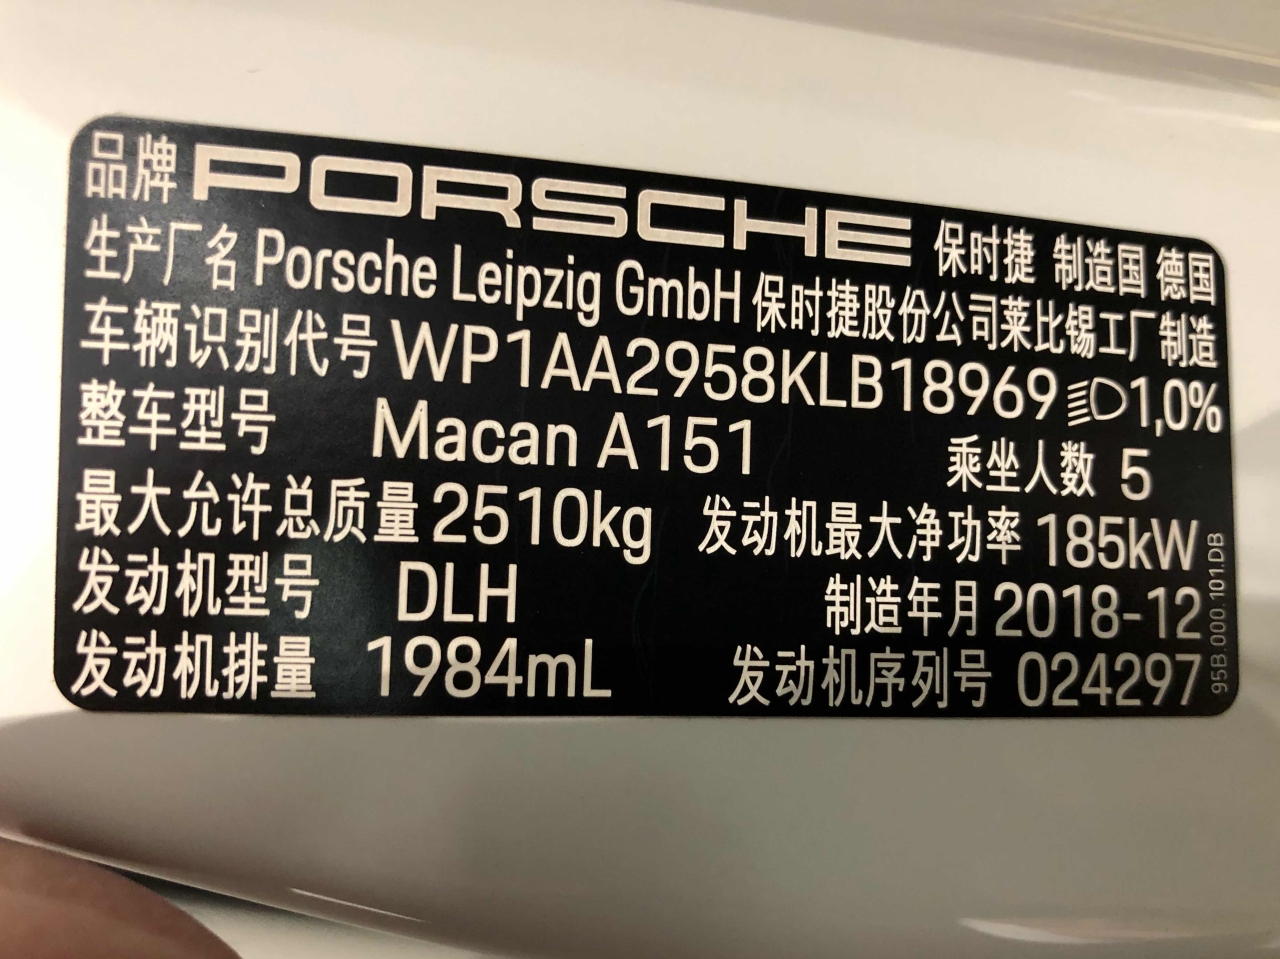 品牌 PORSCHE 保时捷 制造国 德国
生产厂名 Porsche Leipzig GmbH 保时捷股份公司莱比锡工厂制造
车辆识别代号 WP1AA2958KLB18969 1,0%
整车型号 Macan A151 乘坐人数 5
最大允许总质量 2510kg 发动机最大净功率 185kW
发动机型号 DLH 制造年月 2018-12
发动机排量 1984mL 发动机序列号 024297
95B.000.101.DB